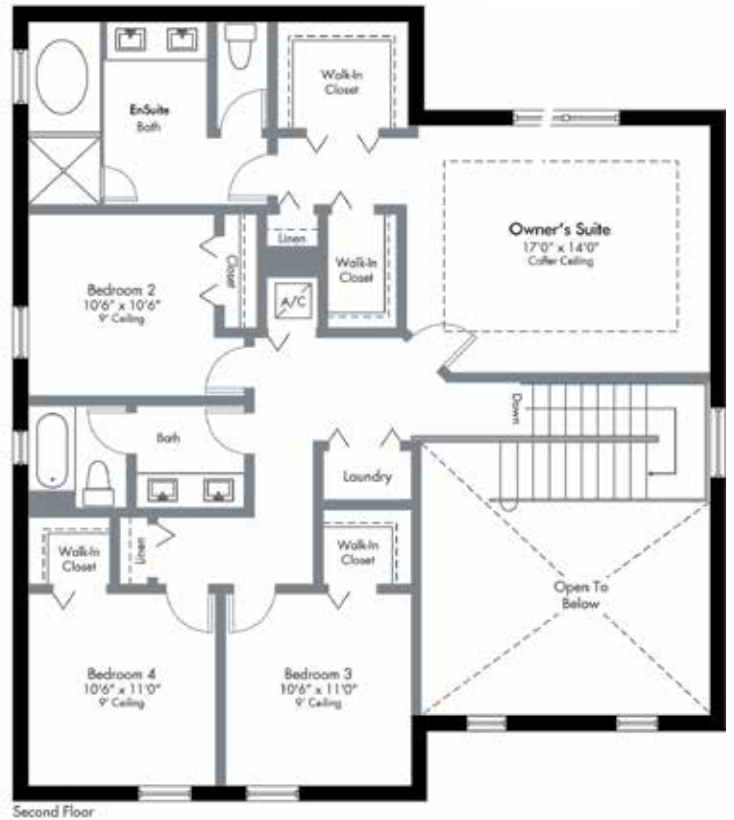 Walk-In
Closet
EnSuite
Bath
Owner's Suite
17'0" x 14'0"
Coffer Ceiling
Linen
Walk-In
Closet
Closet
Bedroom 2
10'6" x 10'6"
9' Ceiling
A/C
Down
Bath
Laundry
Walk-In
Closet
Linen
Walk-In
Closet
Open To
Below
Bedroom 4
10'6" x 11'0"
9' Ceiling
Bedroom 3
10'6" x 11'0"
9' Ceiling
Second Floor